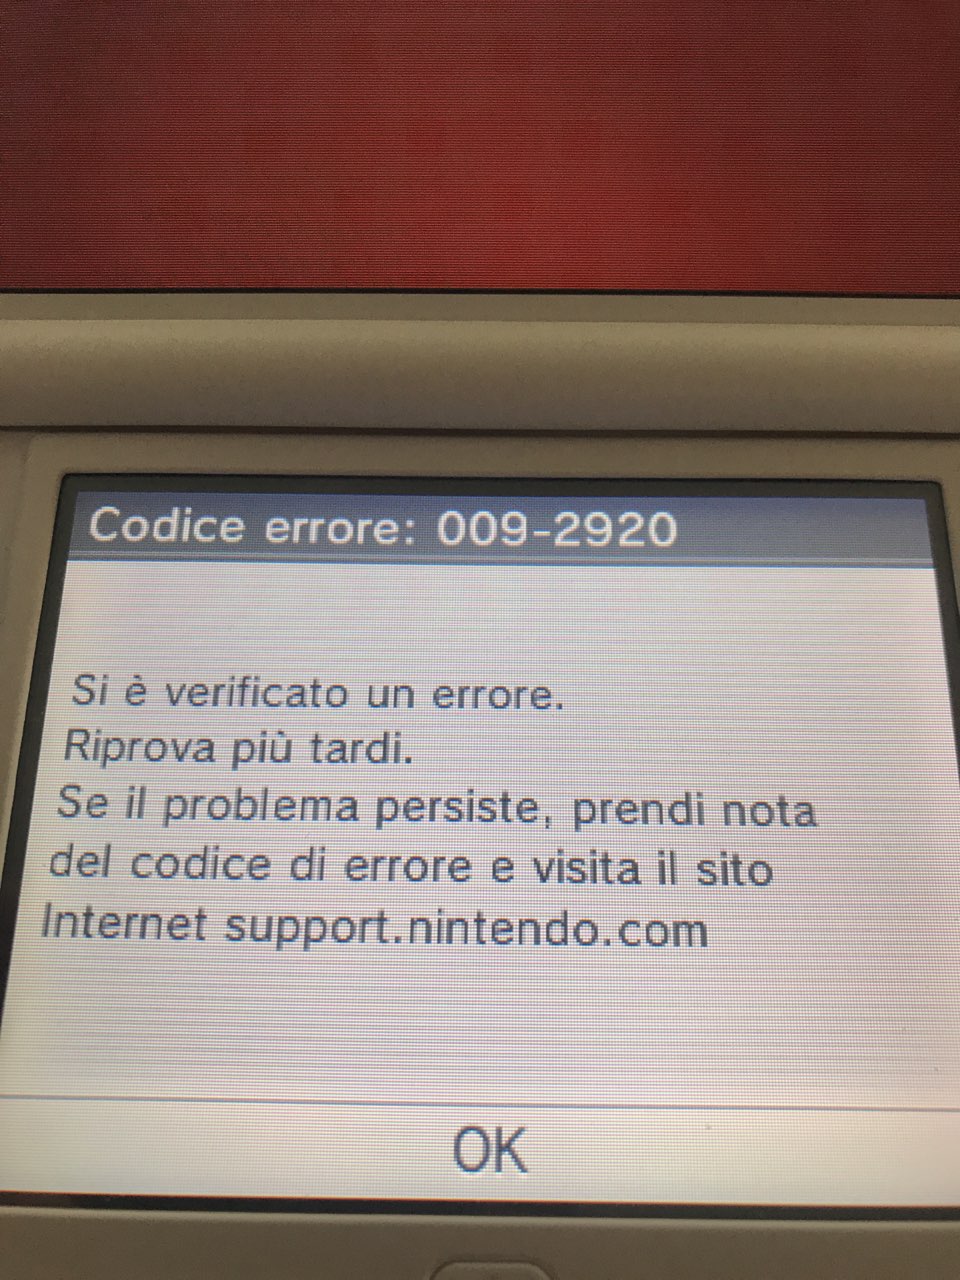 Codice errore: 009-2920
Si è verificato un errore.
Riprova più tardi.
Se il problema persiste, prendi nota
del codice di errore e visita il sito
Internet support.nintendo.com
OK